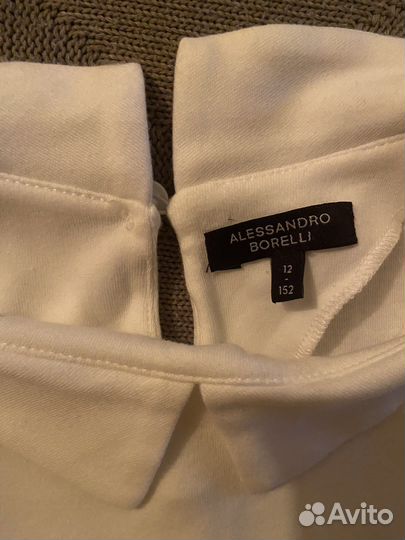 ALESSANDRO
BORELLI
12
-
152
Avito